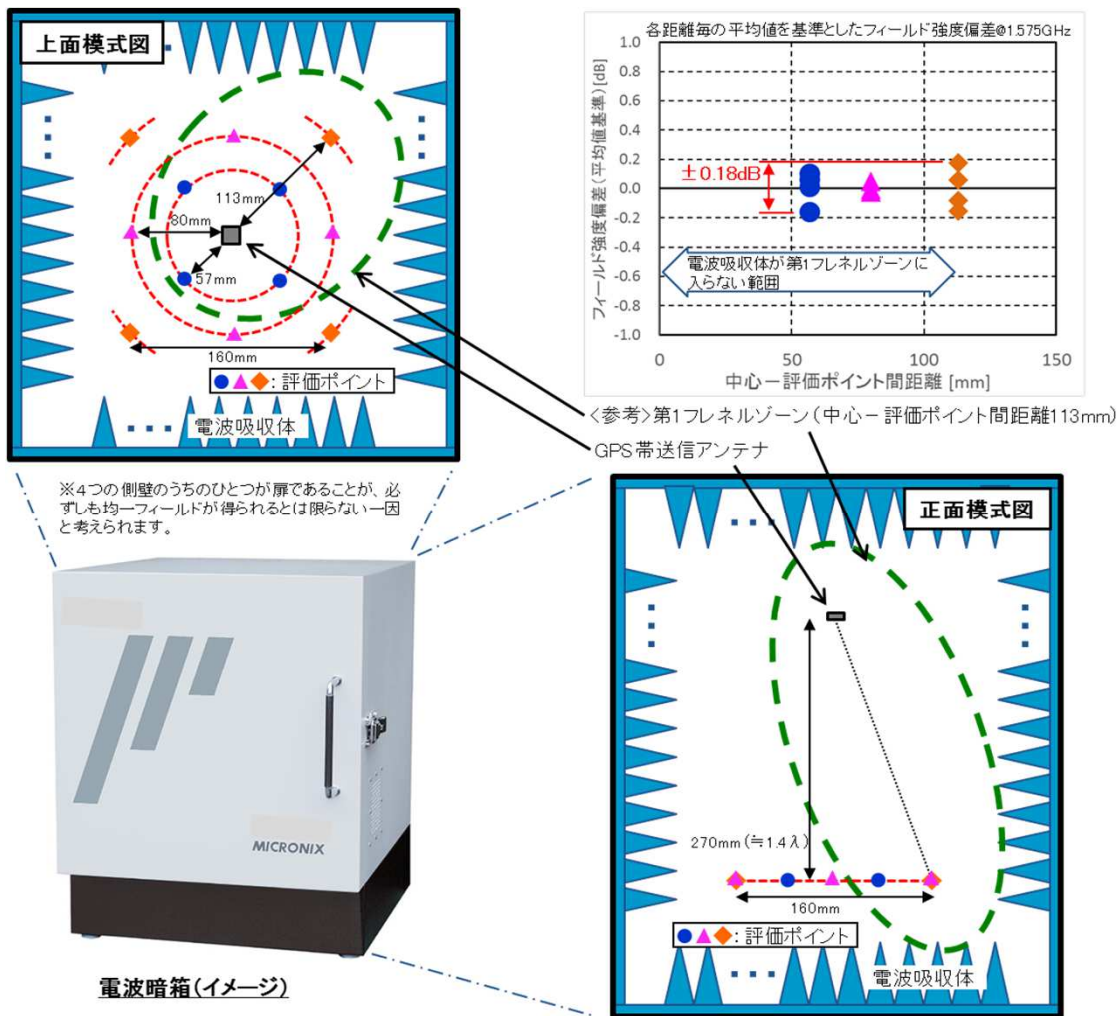 上面模式図
113mm
80mm
57mm
160mm
●▲◆:評価ポイント
電波吸収体
各距離毎の平均値を基準としたフィールド強度偏差@1.575GHz
フィールド強度偏差(平均値基準)[dB]
1.0
0.8
0.6
0.4
0.2
0.0
-0.2
-0.4
-0.6
-0.8
-1.0
±0.18dB
電波吸収体が第1フレネルゾーンに
入らない範囲
0
50
100
150
中心-評価ポイント間距離 [mm]
<参考>第1フレネルゾーン(中心-評価ポイント間距離113mm)
GPS帯送信アンテナ
※4つの側壁のうちのひとつが扉であることが、必
ずしも均一フィールドが得られるとは限らない一因
と考えられます。
MICRONIX
電波暗箱(イメージ)
正面模式図
270mm(≒1.4λ)
160mm
●▲◆:評価ポイント
電波吸収体